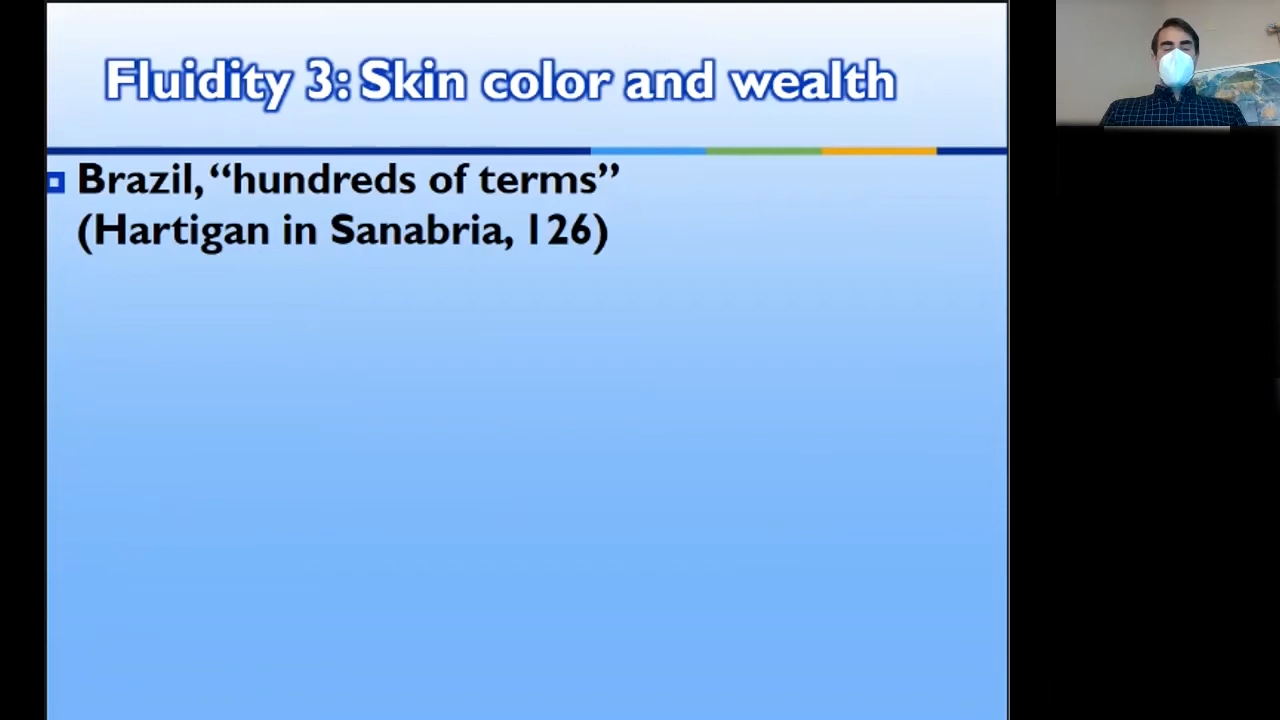 Fluidity 3: Skin color and wealth
Brazil, “hundreds of terms”
(Hartigan in Sanabria, 126)